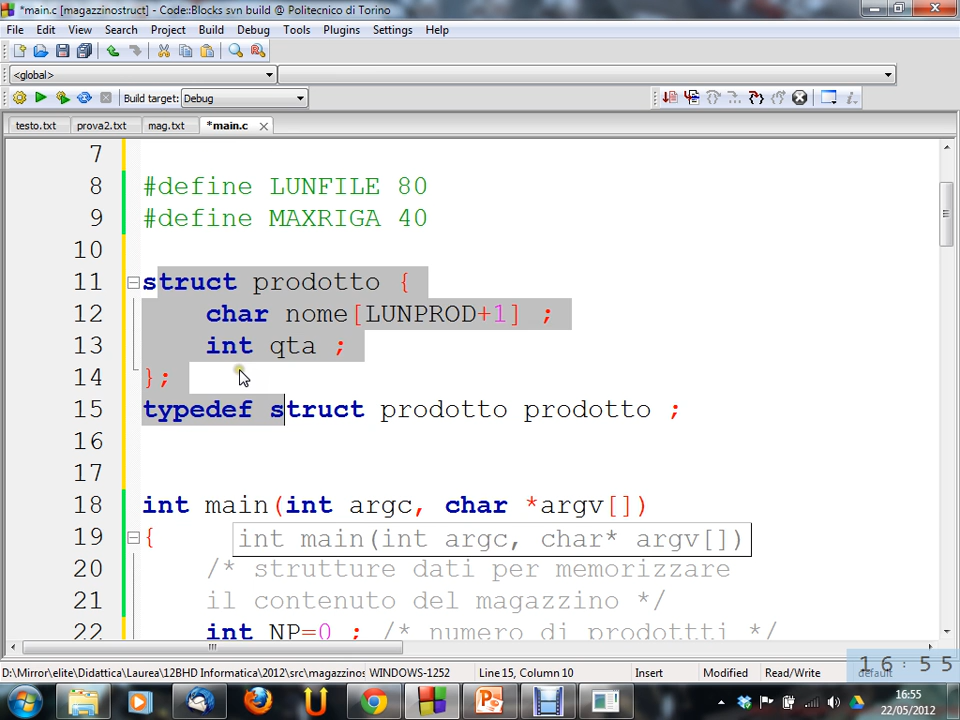 *main.c [magazzinostruct] - Code::Blocks svn build @ Politecnico di Torino
File Edit View Search Project Build Debug Tools Plugins Settings Help
<global>
Build target: Debug
testo.txt prova2.txt mag.txt *main.c
7
8 #define LUNFILE 80
9 #define MAXRIGA 40
10
11 struct prodotto {
12 char nome[LUNPROD+1] ;
13 int qta ;
14 };
15 typedef struct prodotto prodotto ;
16
17
18 int main(int argc, char *argv[])
19 {
int main(int argc, char* argv[])
20 /* strutture dati per memorizzare
21 il contenuto del magazzino */
22 int NP=0 ; /* numero di prodottti */
D:\Mirror\elite\Didattica\Laurea\12BHD Informatica\2012\src\magazzinos WINDOWS-1252 Line 15, Column 10 Insert Modified Read/Write default
16:55
16:55
22/05/2012